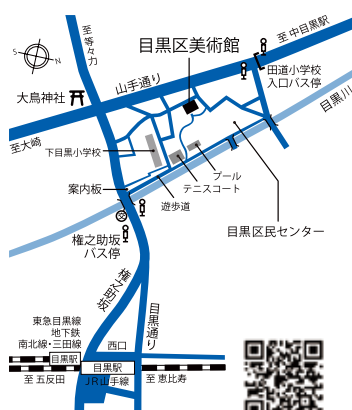 至等々力
至中目黒駅
S
N
目黒区美術館
山手通り
田道小学校
入口バス停
大鳥神社
目黒川
至大崎
下目黒小学校
プール
テニスコート
案内板
遊歩道
目黒区民センター
権之助坂
バス停
権之助坂
目黒通り
東急目黒線
地下鉄
南北線・三田線
西口
目黒駅
目黒駅
至 五反田
JR山手線
至 恵比寿